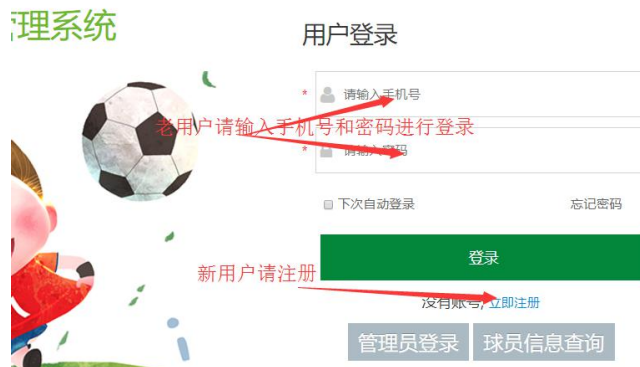 管理系统
用户登录
* 请输入手机号
老用户请输入手机号和密码进行登录
* 请输入密码
下次自动登录 忘记密码
登录
新用户请注册
没有账号, 立即注册
管理员登录 球员信息查询